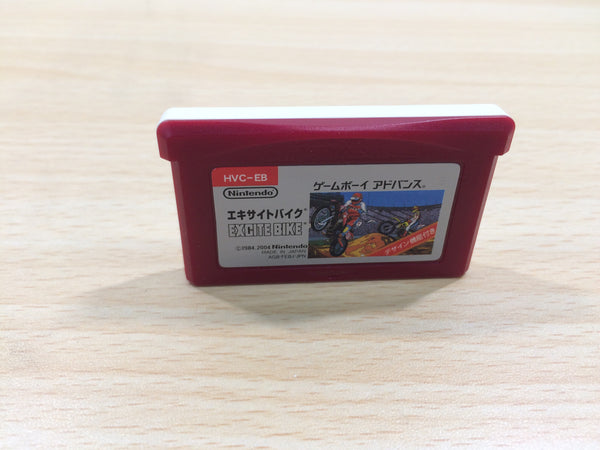 HVC-EB
Nintendo
ゲームボーイ アドバンス®
エキサイトバイク
EXCITE BIKE
©1984,2004 Nintendo
MADE IN JAPAN
デザイン機能付き